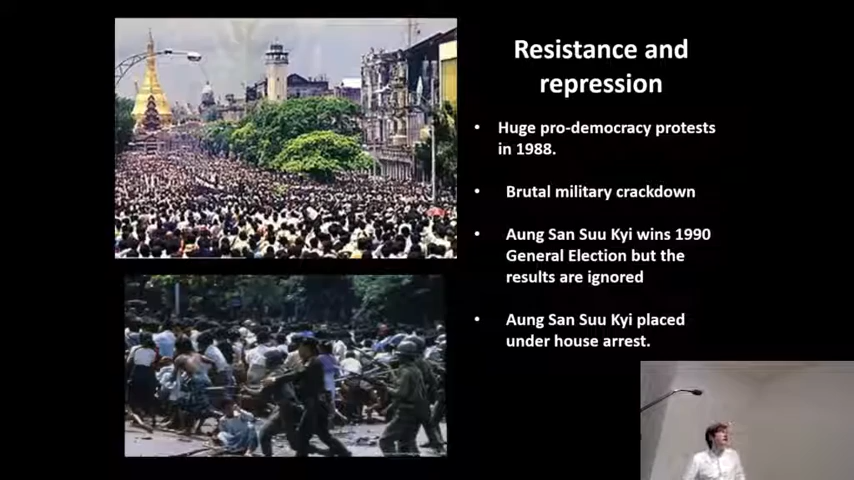 Resistance and
repression
• Huge pro-democracy protests
in 1988.
• Brutal military crackdown
• Aung San Suu Kyi wins 1990
General Election but the
results are ignored
• Aung San Suu Kyi placed
under house arrest.